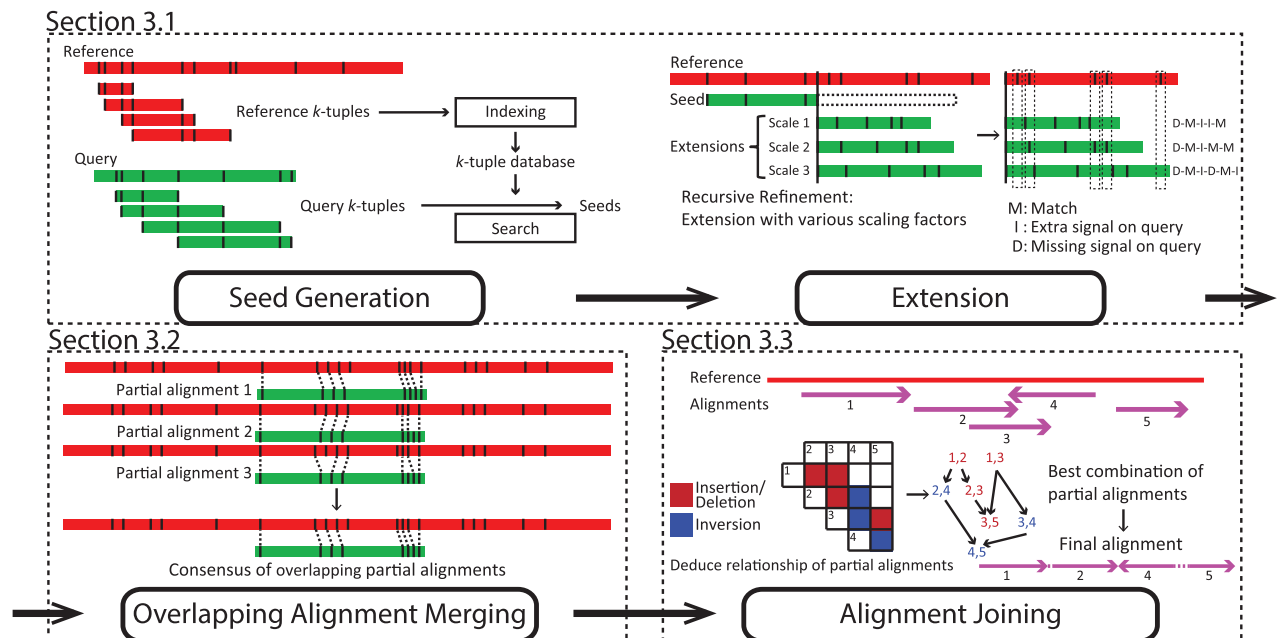 Section 3.1
Reference
Reference k-tuples
Indexing
k-tuple database
Query
Query k-tuples
Seeds
Search
Seed Generation
Reference
Seed
Extensions
Scale 1
Scale 2
Scale 3
D-M-I-I-M
D-M-I-M-M
D-M-I-D-M-I
Recursive Refinement:
Extension with various scaling factors
M: Match
I : Extra signal on query
D: Missing signal on query
Extension
Section 3.2
Partial alignment 1
Partial alignment 2
Partial alignment 3
Consensus of overlapping partial alignments
Overlapping Alignment Merging
Section 3.3
Reference
Alignments
1
2
3
4
5
2 3 4 5
1
2
3
4
Insertion/
Deletion
Inversion
1,2 1,3
2,4 2,3
3,5 3,4
4,5
Best combination of
partial alignments
Final alignment
Deduce relationship of partial alignments
1 2 4 5
Alignment Joining